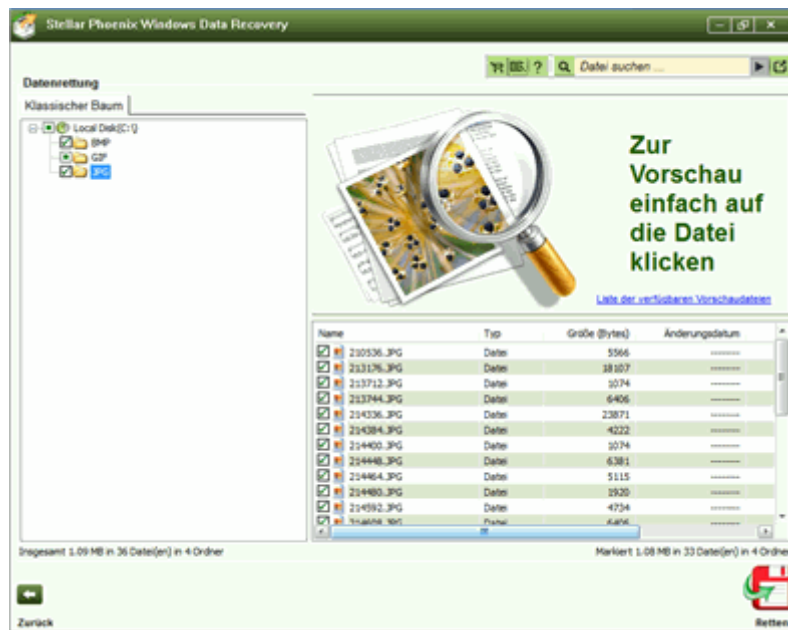 Stellar Phoenix Windows Data Recovery
Datei suchen ...
Datenrettung
Klassischer Baum
Local Disk(C:\)
BMP
GIF
JPG
Zur
Vorschau
einfach auf
die Datei
klicken
Liste der verfügbaren Vorschaudateien
Name Typ Größe (Bytes) Änderungsdatum
210536.JPG Datei 5566 --------
213176.JPG Datei 18107 --------
213712.JPG Datei 1074 --------
213744.JPG Datei 6406 --------
214336.JPG Datei 23871 --------
214384.JPG Datei 4222 --------
214400.JPG Datei 1074 --------
214448.JPG Datei 6381 --------
214464.JPG Datei 5115 --------
214480.JPG Datei 1920 --------
214592.JPG Datei 4734 --------
214608.JPG Datei 6406 --------
Insgesamt 1.09 MB in 36 Datei(en) in 4 Ordner
Markiert 1.08 MB in 33 Datei(en) in 4 Ordner
Zurück
Retten